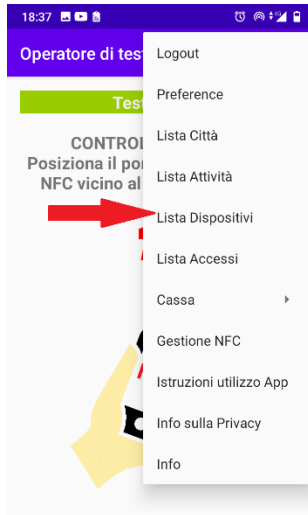 18:37
Operatore di tes
Logout
Preference
Test
Lista Città
CONTROL
Posiziona il po
Lista Attività
NFC vicino al
Lista Dispositivi
Lista Accessi
Cassa
Gestione NFC
Istruzioni utilizzo App
Info sulla Privacy
Info